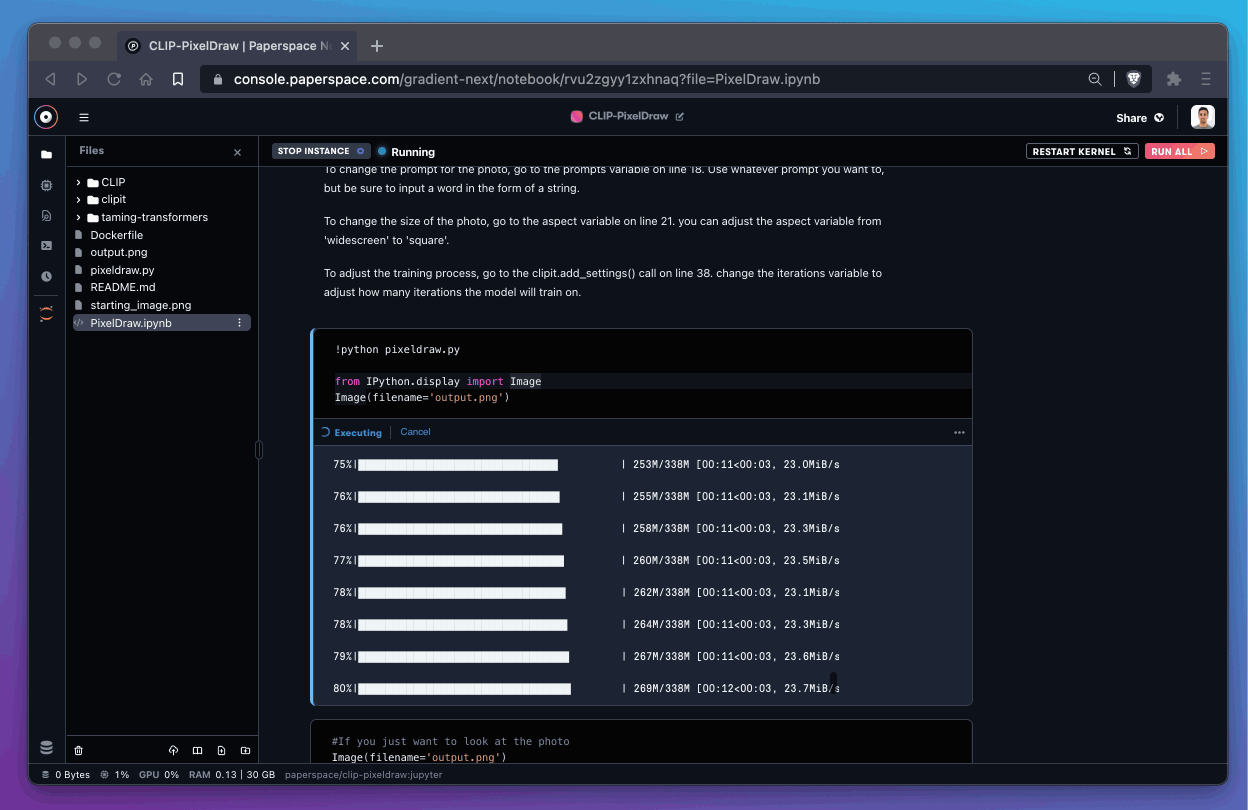 CLIP-PixelDraw | Paperspace No
console.paperspace.com/gradient-next/notebook/rvu2zgyy1zxhnaq?file=PixelDraw.ipynb
CLIP-PixelDraw
Share
Files
STOP INSTANCE
Running
RESTART KERNEL
RUN ALL
CLIP
clipit
taming-transformers
Dockerfile
output.png
pixeldraw.py
README.md
starting_image.png
PixelDraw.ipynb
To change the prompt for the photo, go to the prompts variable on line 18. Use whatever prompt you want to,
but be sure to input a word in the form of a string.
To change the size of the photo, go to the aspect variable on line 21. you can adjust the aspect variable from
'widescreen' to 'square'.
To adjust the training process, go to the clipit.add_settings() call on line 38. change the iterations variable to
adjust how many iterations the model will train on.
!python pixeldraw.py
from IPython.display import Image
Image(filename='output.png')
Executing | Cancel
75%| | 253M/338M [00:11<00:03, 23.0MiB/s
76%| | 255M/338M [00:11<00:03, 23.1MiB/s
76%| | 258M/338M [00:11<00:03, 23.3MiB/s
77%| | 260M/338M [00:11<00:03, 23.5MiB/s
78%| | 262M/338M [00:11<00:03, 23.1MiB/s
78%| | 264M/338M [00:11<00:03, 23.3MiB/s
79%| | 267M/338M [00:11<00:03, 23.6MiB/s
80%| | 269M/338M [00:12<00:03, 23.7MiB/s
#If you just want to look at the photo
Image(filename='output.png')
0 Bytes 1% GPU 0% RAM 0.13 | 30 GB paperspace/clip-pixeldraw:jupyter